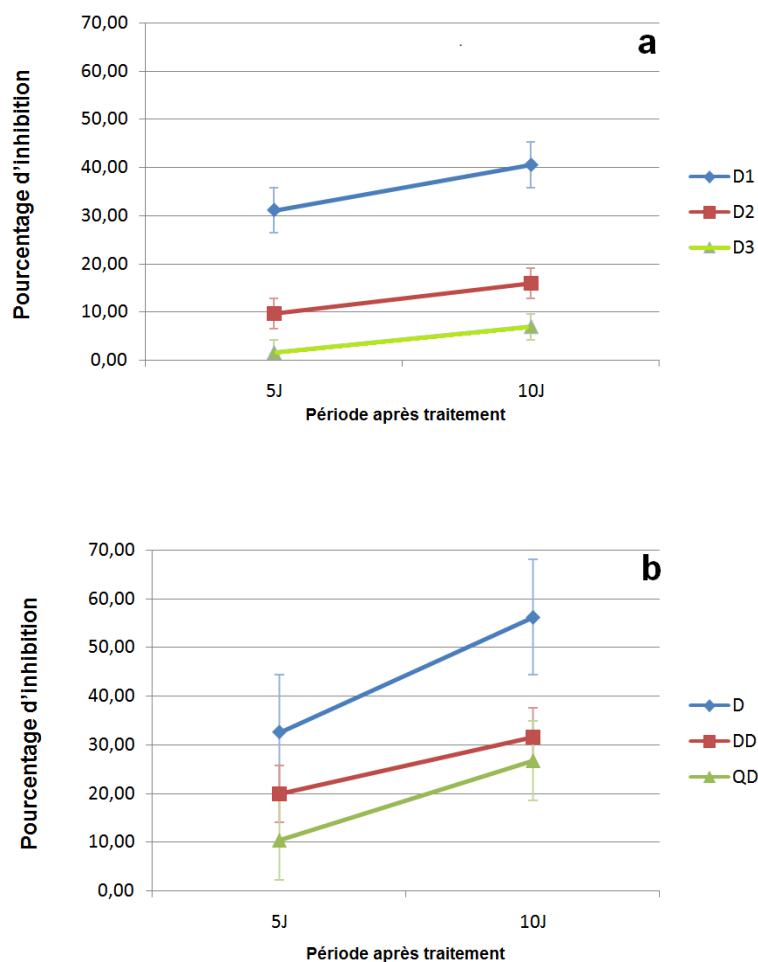 a
70,00
60,00
50,00
40,00
30,00
20,00
10,00
0,00
Pourcentage d'inhibition
5J
10J
Période après traitement
D1
D2
D3
b
70,00
60,00
50,00
40,00
30,00
20,00
10,00
0,00
Pourcentage d'inhibition
5J
10J
Période après traitement
D
DD
QD